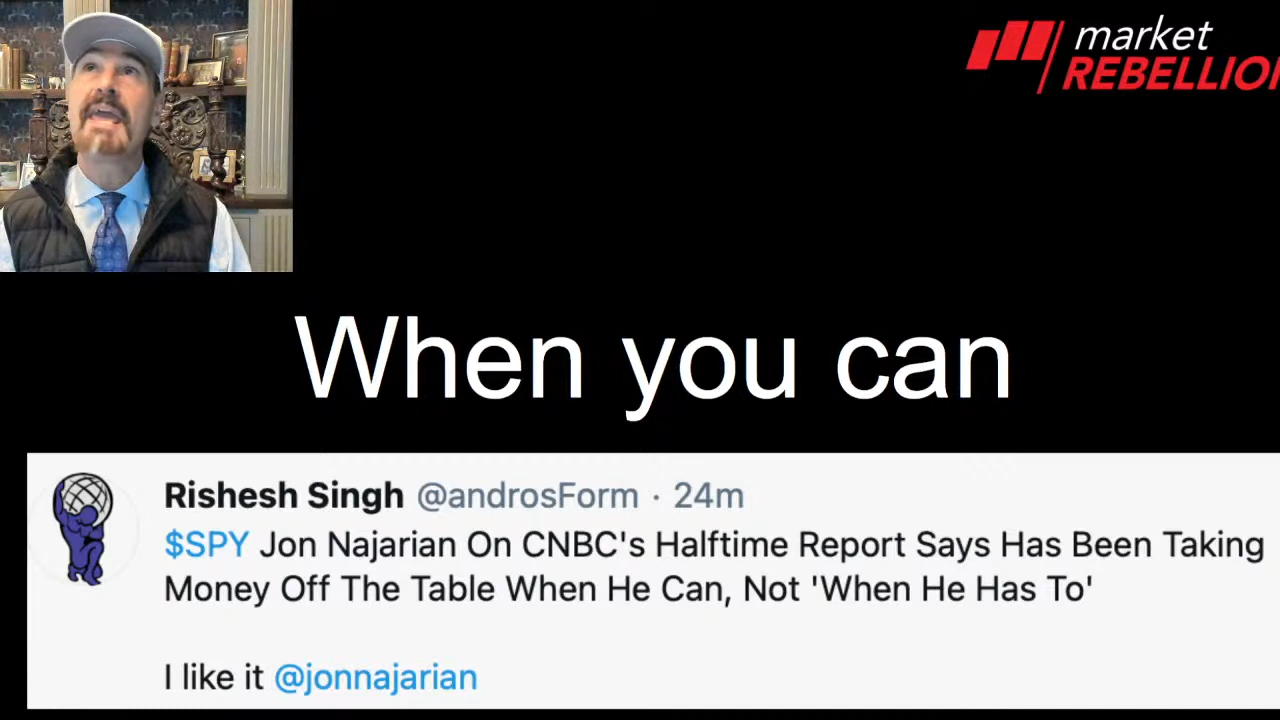 market
REBELLION
When you can
Rishesh Singh @androsForm · 24m
$SPY Jon Najarian On CNBC's Halftime Report Says Has Been Taking
Money Off The Table When He Can, Not 'When He Has To'
I like it @jonnajarian